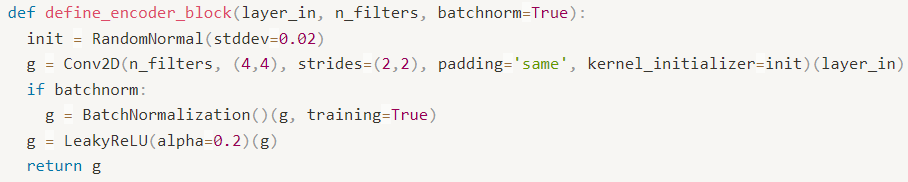 def define_encoder_block(layer_in, n_filters, batchnorm=True):
  init = RandomNormal(stddev=0.02)
  g = Conv2D(n_filters, (4,4), strides=(2,2), padding='same', kernel_initializer=init)(layer_in)
  if batchnorm:
    g = BatchNormalization()(g, training=True)
  g = LeakyReLU(alpha=0.2)(g)
  return g